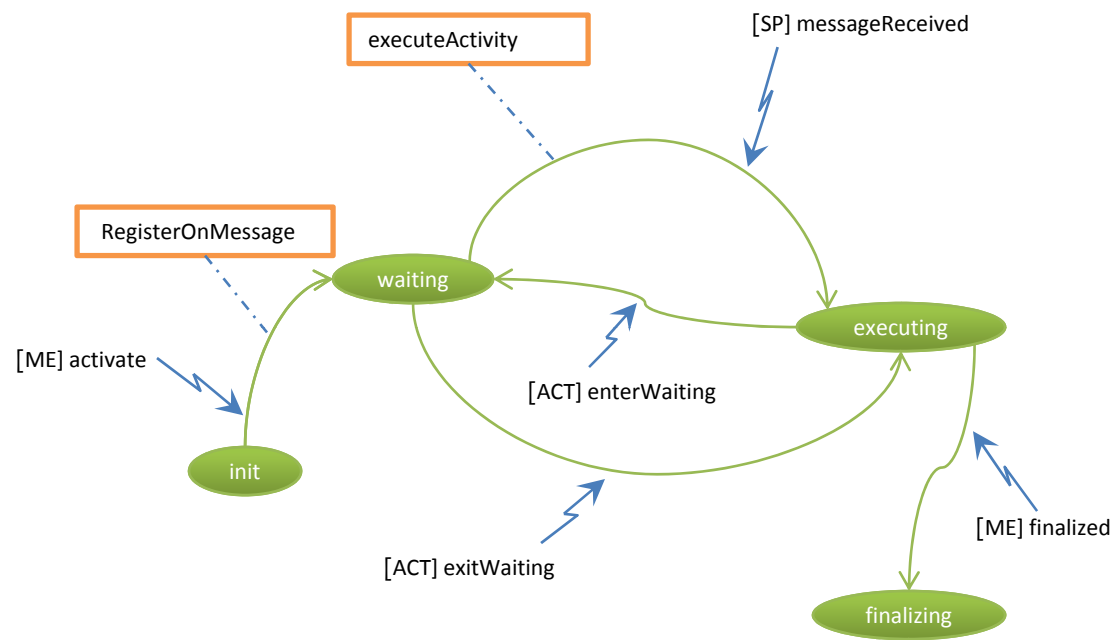 [SP] messageReceived
executeActivity
RegisterOnMessage
waiting
executing
[ME] activate
[ACT] enterWaiting
init
[ME] finalized
[ACT] exitWaiting
finalizing